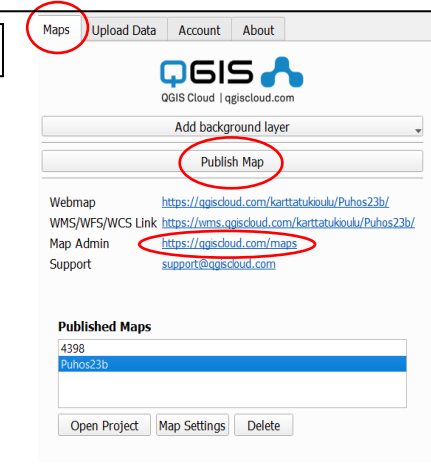 Maps Upload Data Account About
QGIS
QGIS Cloud | qgiscloud.com
Add background layer
Publish Map
Webmap https://qgiscloud.com/karttatukioulu/Puhos23b/
WMS/WFS/WCS Link https://wms.qgiscloud.com/karttatukioulu/Puhos23b/
Map Admin https://qgiscloud.com/maps
Support support@qgiscloud.com
Published Maps
4398
Puhos23b
Open Project Map Settings Delete